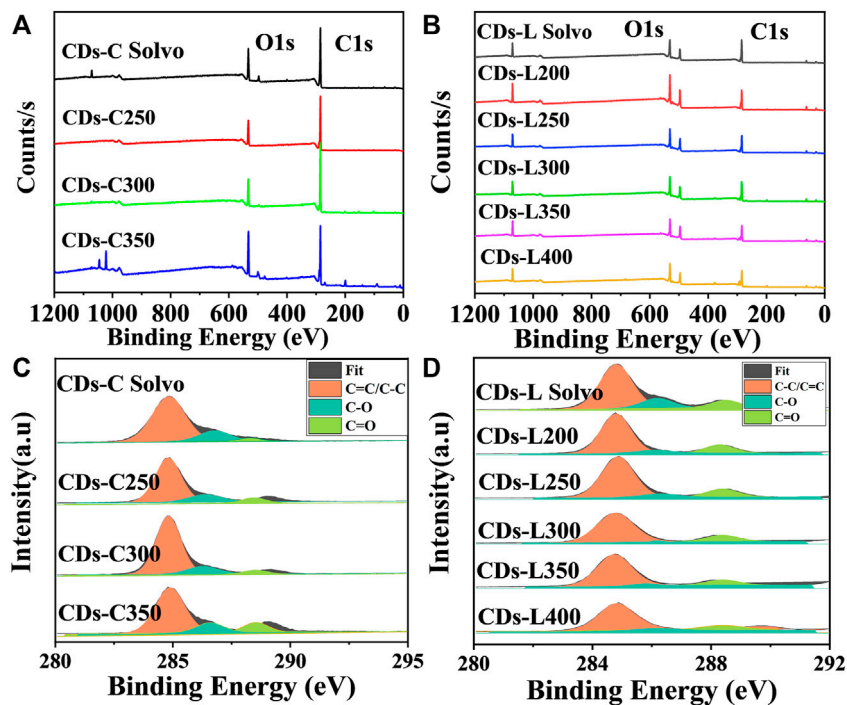 A
CDs-C Solvo
O1s
C1s
CDs-C250
CDs-C300
CDs-C350
Counts/s
1200 1000 800 600 400 200 0
Binding Energy (eV)
B
CDs-L Solvo
O1s
C1s
CDs-L200
CDs-L250
CDs-L300
CDs-L350
CDs-L400
Counts/s
1200 1000 800 600 400 200 0
Binding Energy (eV)
C
CDs-C Solvo
Fit
C=C/C-C
C-O
C=O
CDs-C250
CDs-C300
CDs-C350
Intensity(a.u)
280 285 290 295
Binding Energy (eV)
D
CDs-L Solvo
Fit
C-C/C=C
C-O
C=O
CDs-L200
CDs-L250
CDs-L300
CDs-L350
CDs-L400
Intensity(a.u)
280 284 288 292
Binding Energy (eV)